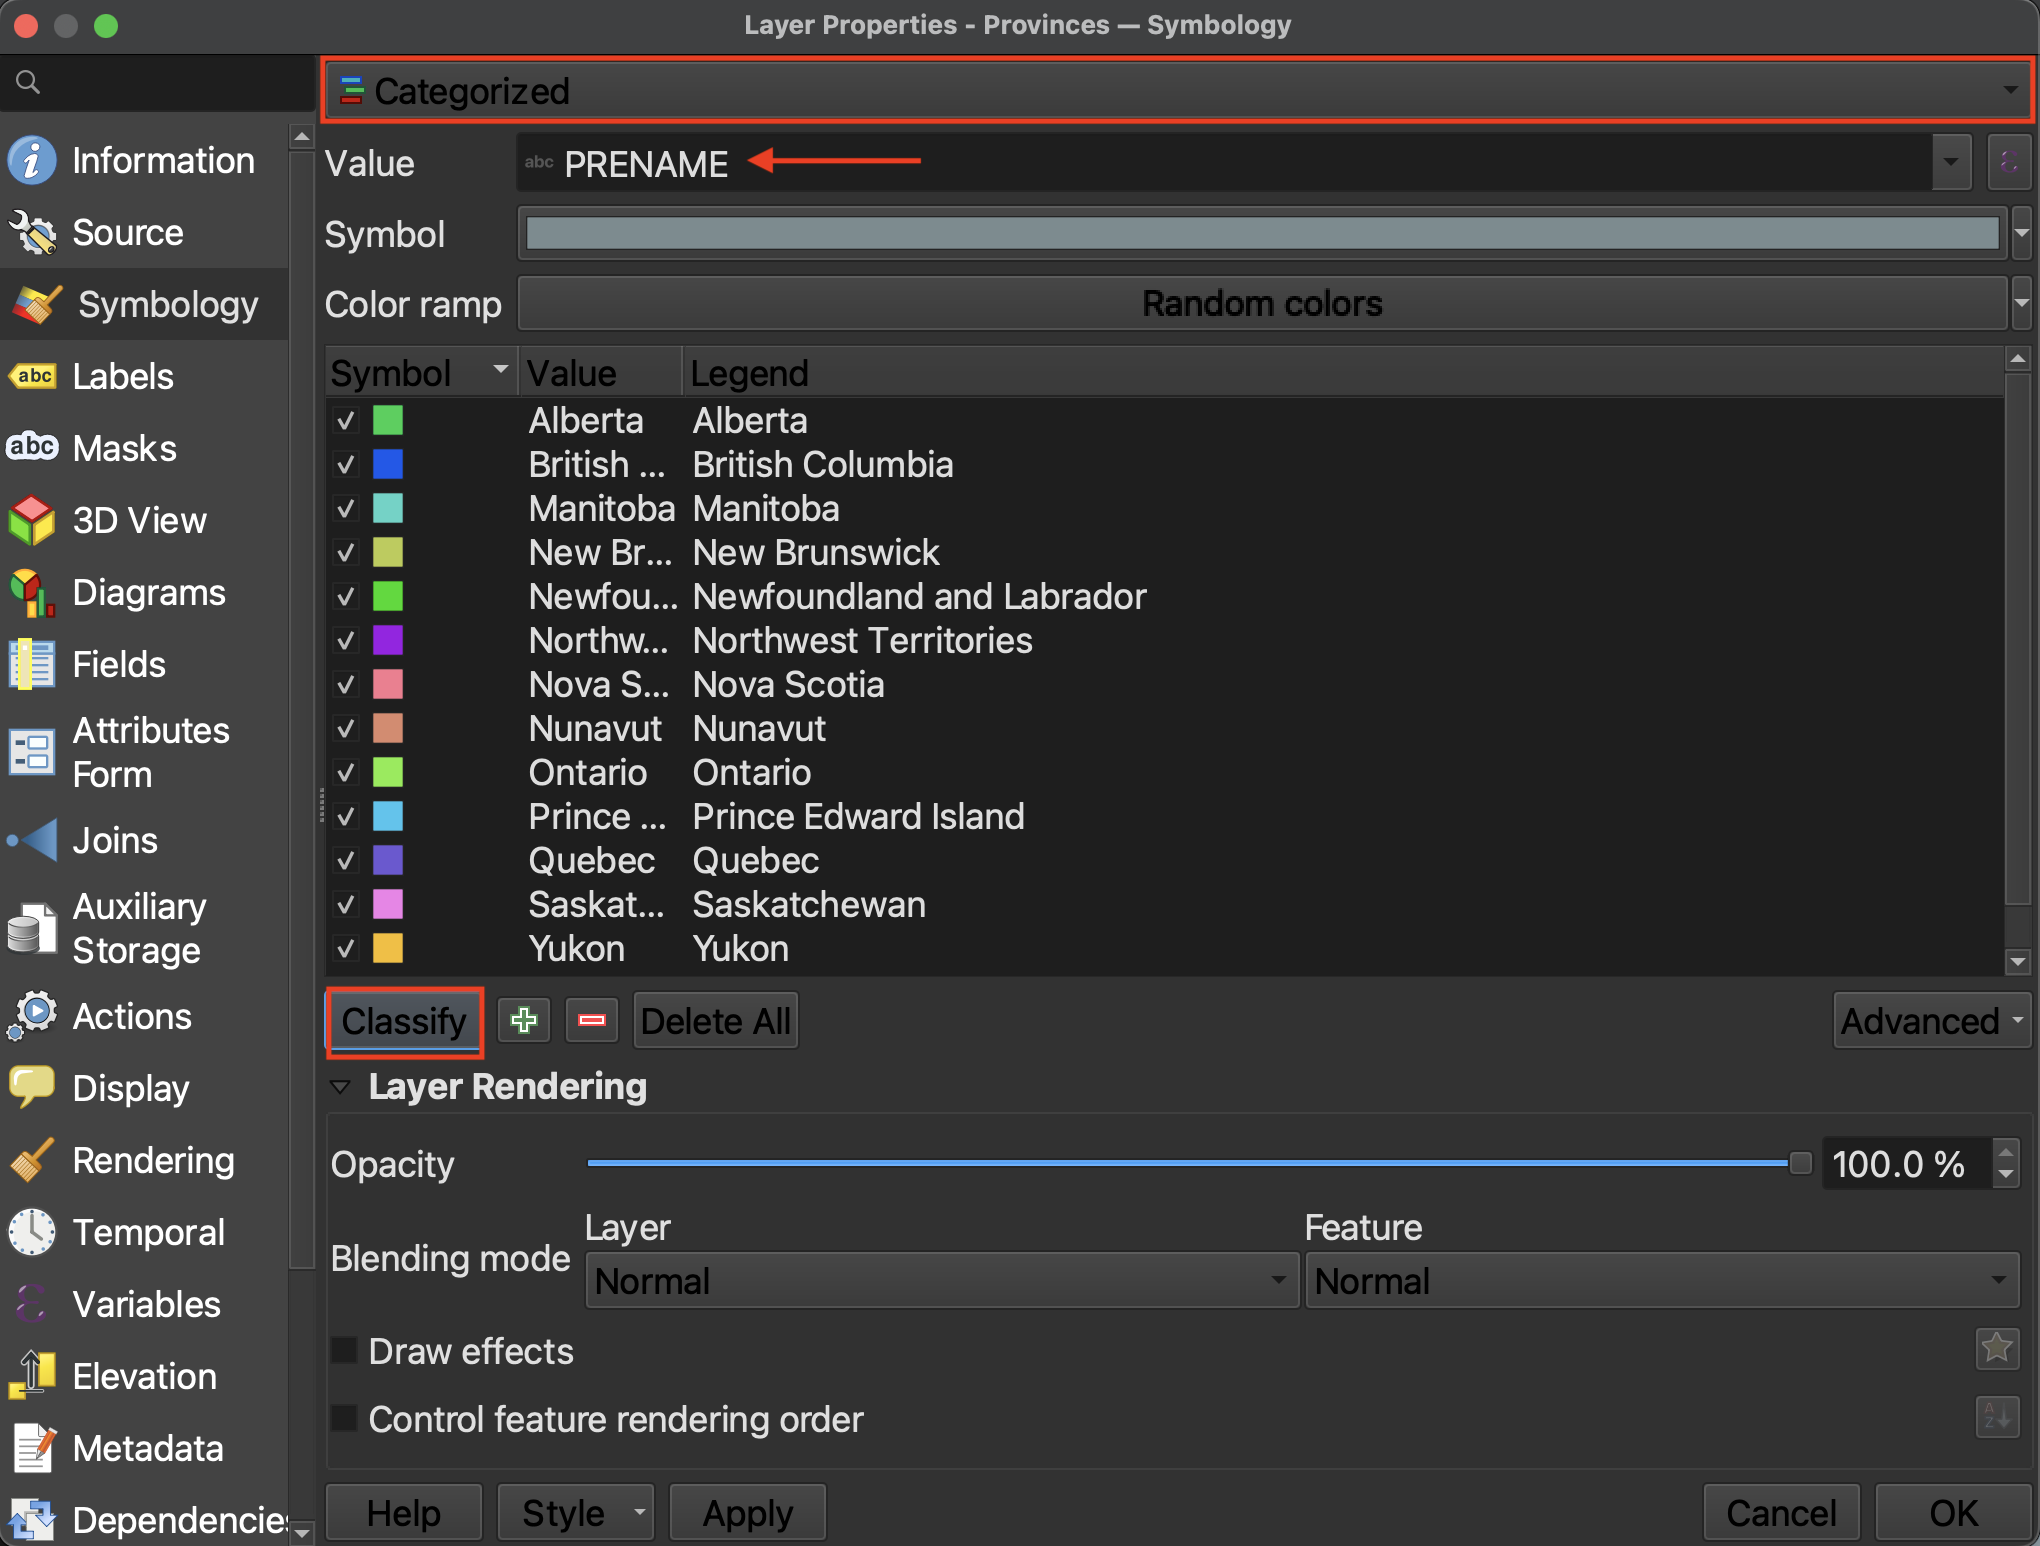 Layer Properties - Provinces — Symbology
Categorized
Information
Source
Symbology
Labels
Masks
3D View
Diagrams
Fields
Attributes
Form
Joins
Auxiliary
Storage
Actions
Display
Rendering
Temporal
Variables
Elevation
Metadata
Dependencies
abc
abc
Value abc PRENAME
Symbol
Color ramp Random colors
Symbol Value Legend
Alberta Alberta
British ... British Columbia
Manitoba Manitoba
New Br... New Brunswick
Newfou... Newfoundland and Labrador
Northw... Northwest Territories
Nova S... Nova Scotia
Nunavut Nunavut
Ontario Ontario
Prince ... Prince Edward Island
Quebec Quebec
Saskat... Saskatchewan
Yukon Yukon
Classify Delete All Advanced
Layer Rendering
Opacity 100.0 %
Layer Feature
Blending mode Normal Normal
Draw effects
Control feature rendering order
Help Style Apply Cancel OK